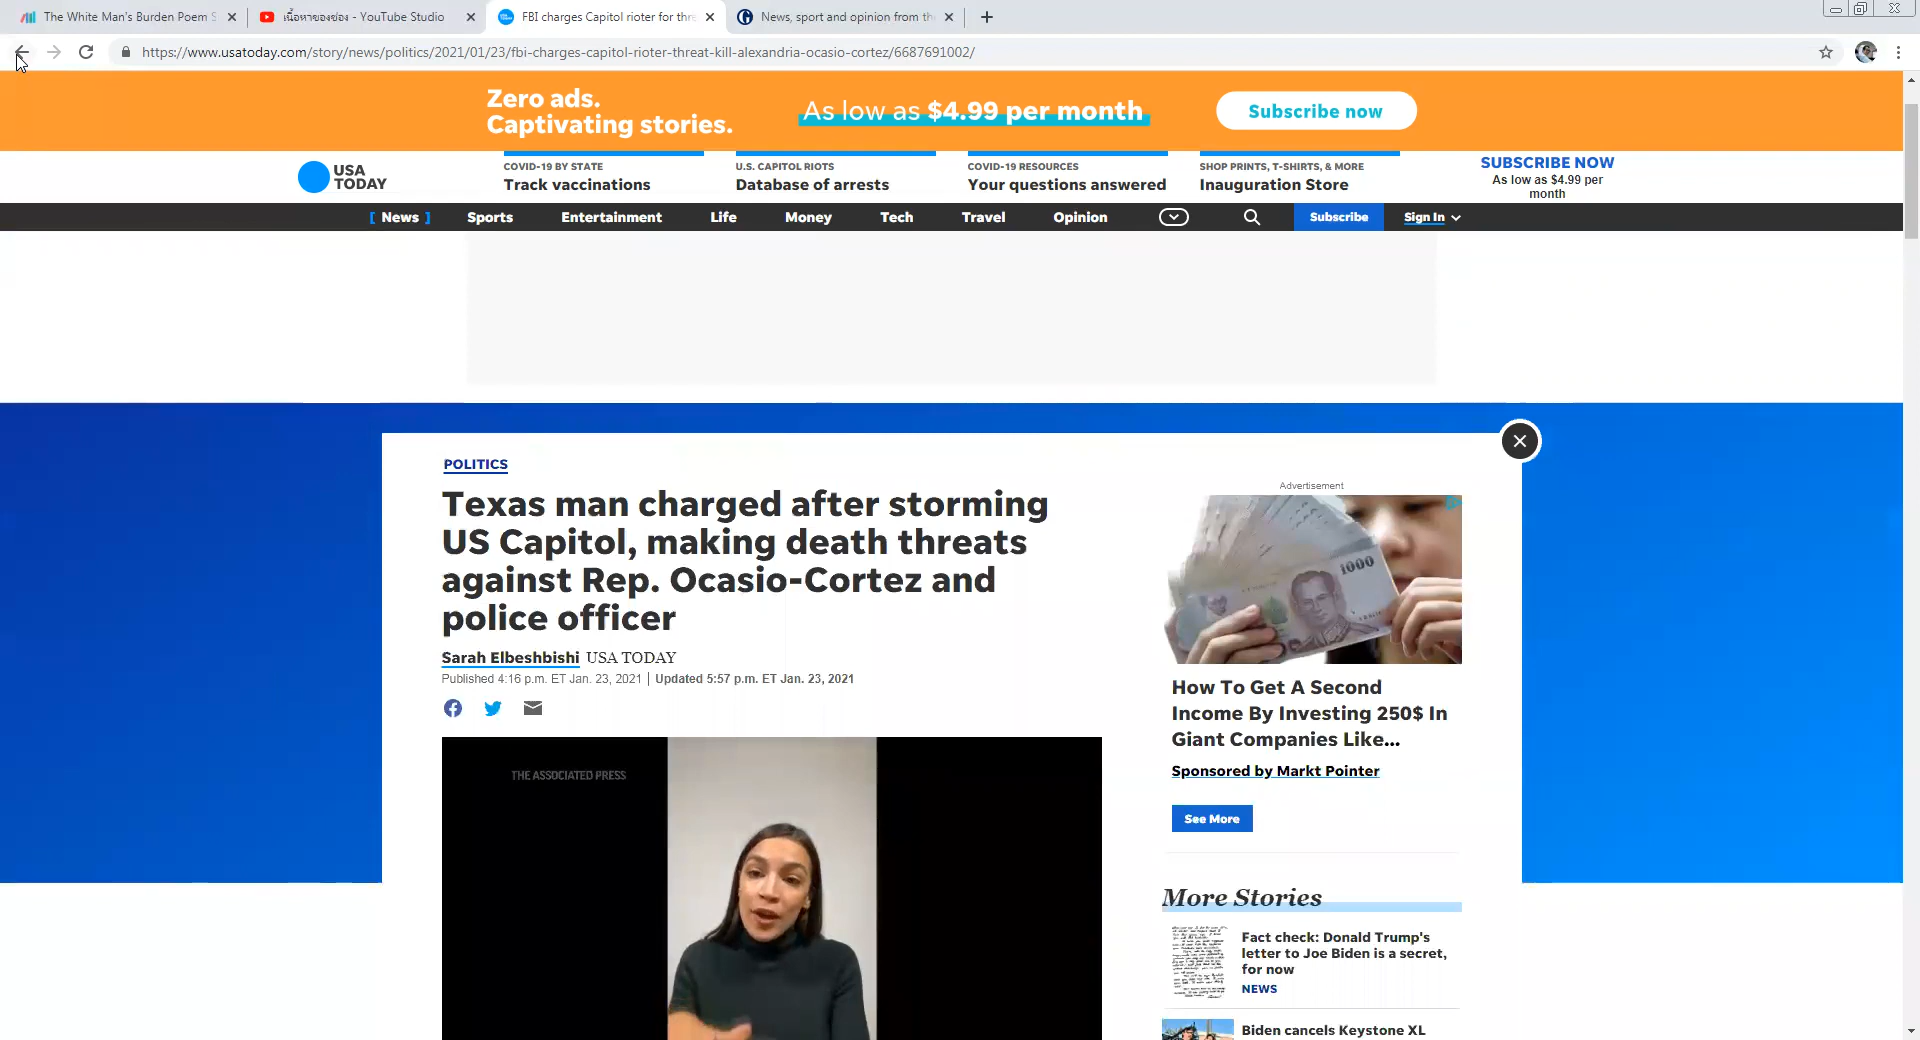 The White Man's Burden Poem S
เนื้อหาของช่อง - YouTube Studio
FBI charges Capitol rioter for thr
News, sport and opinion from th
https://www.usatoday.com/story/news/politics/2021/01/23/fbi-charges-capitol-rioter-threat-kill-alexandria-ocasio-cortez/6687691002/
Zero ads.
Captivating stories.
As low as $4.99 per month
Subscribe now
USA
TODAY
COVID-19 BY STATE
Track vaccinations
U.S. CAPITOL RIOTS
Database of arrests
COVID-19 RESOURCES
Your questions answered
SHOP PRINTS, T-SHIRTS, & MORE
Inauguration Store
SUBSCRIBE NOW
As low as $4.99 per
month
[ News ]
Sports
Entertainment
Life
Money
Tech
Travel
Opinion
Subscribe
Sign In
POLITICS
Texas man charged after storming
US Capitol, making death threats
against Rep. Ocasio-Cortez and
police officer
Sarah Elbeshbishi USA TODAY
Published 4:16 p.m. ET Jan. 23, 2021 | Updated 5:57 p.m. ET Jan. 23, 2021
THE ASSOCIATED PRESS
Advertisement
1000
How To Get A Second
Income By Investing 250$ In
Giant Companies Like...
Sponsored by Markt Pointer
See More
More Stories
Fact check: Donald Trump's
letter to Joe Biden is a secret,
for now
NEWS
Biden cancels Keystone XL